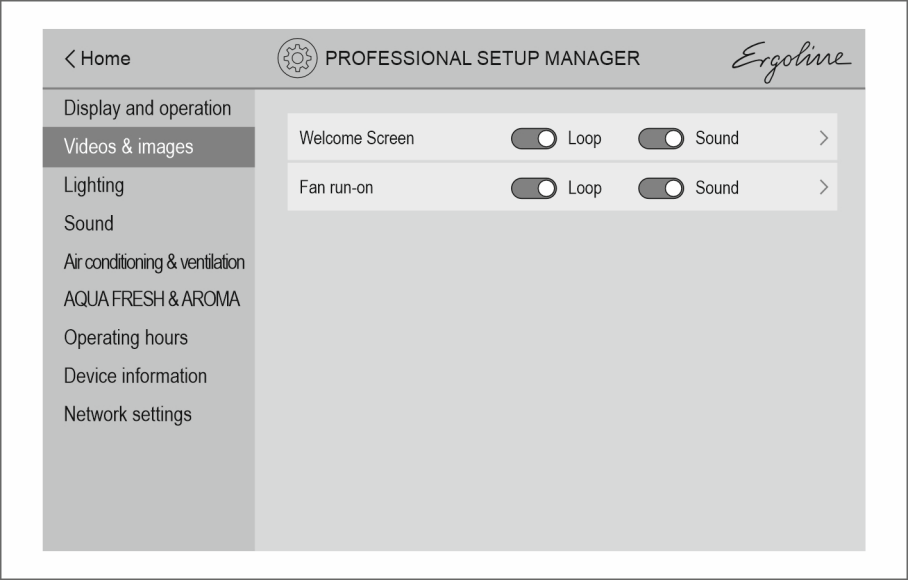 Home
PROFESSIONAL SETUP MANAGER
Ergoline
Display and operation
Videos & images
Lighting
Sound
Air conditioning & ventilation
AQUA FRESH & AROMA
Operating hours
Device information
Network settings
Welcome Screen Loop Sound
Fan run-on Loop Sound